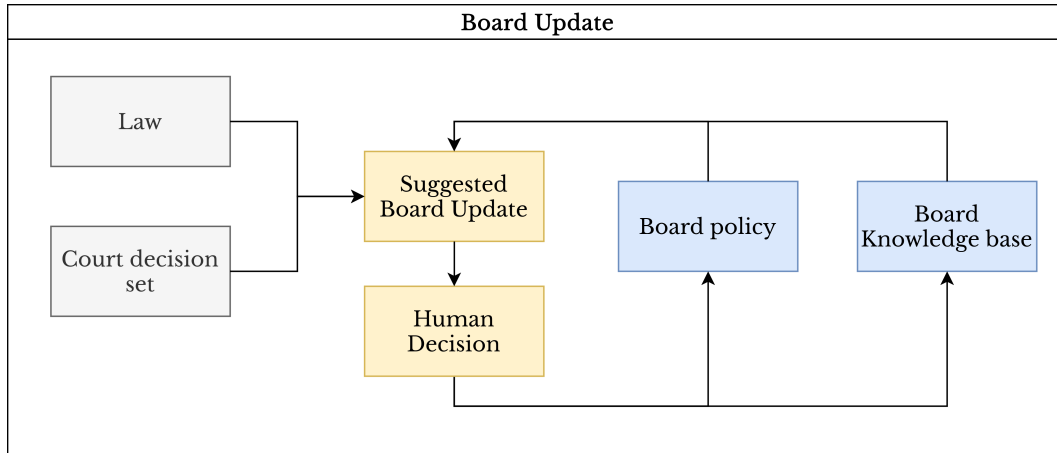 Board Update
Law
Court decision
set
Suggested
Board Update
Human
Decision
Board policy
Board
Knowledge base